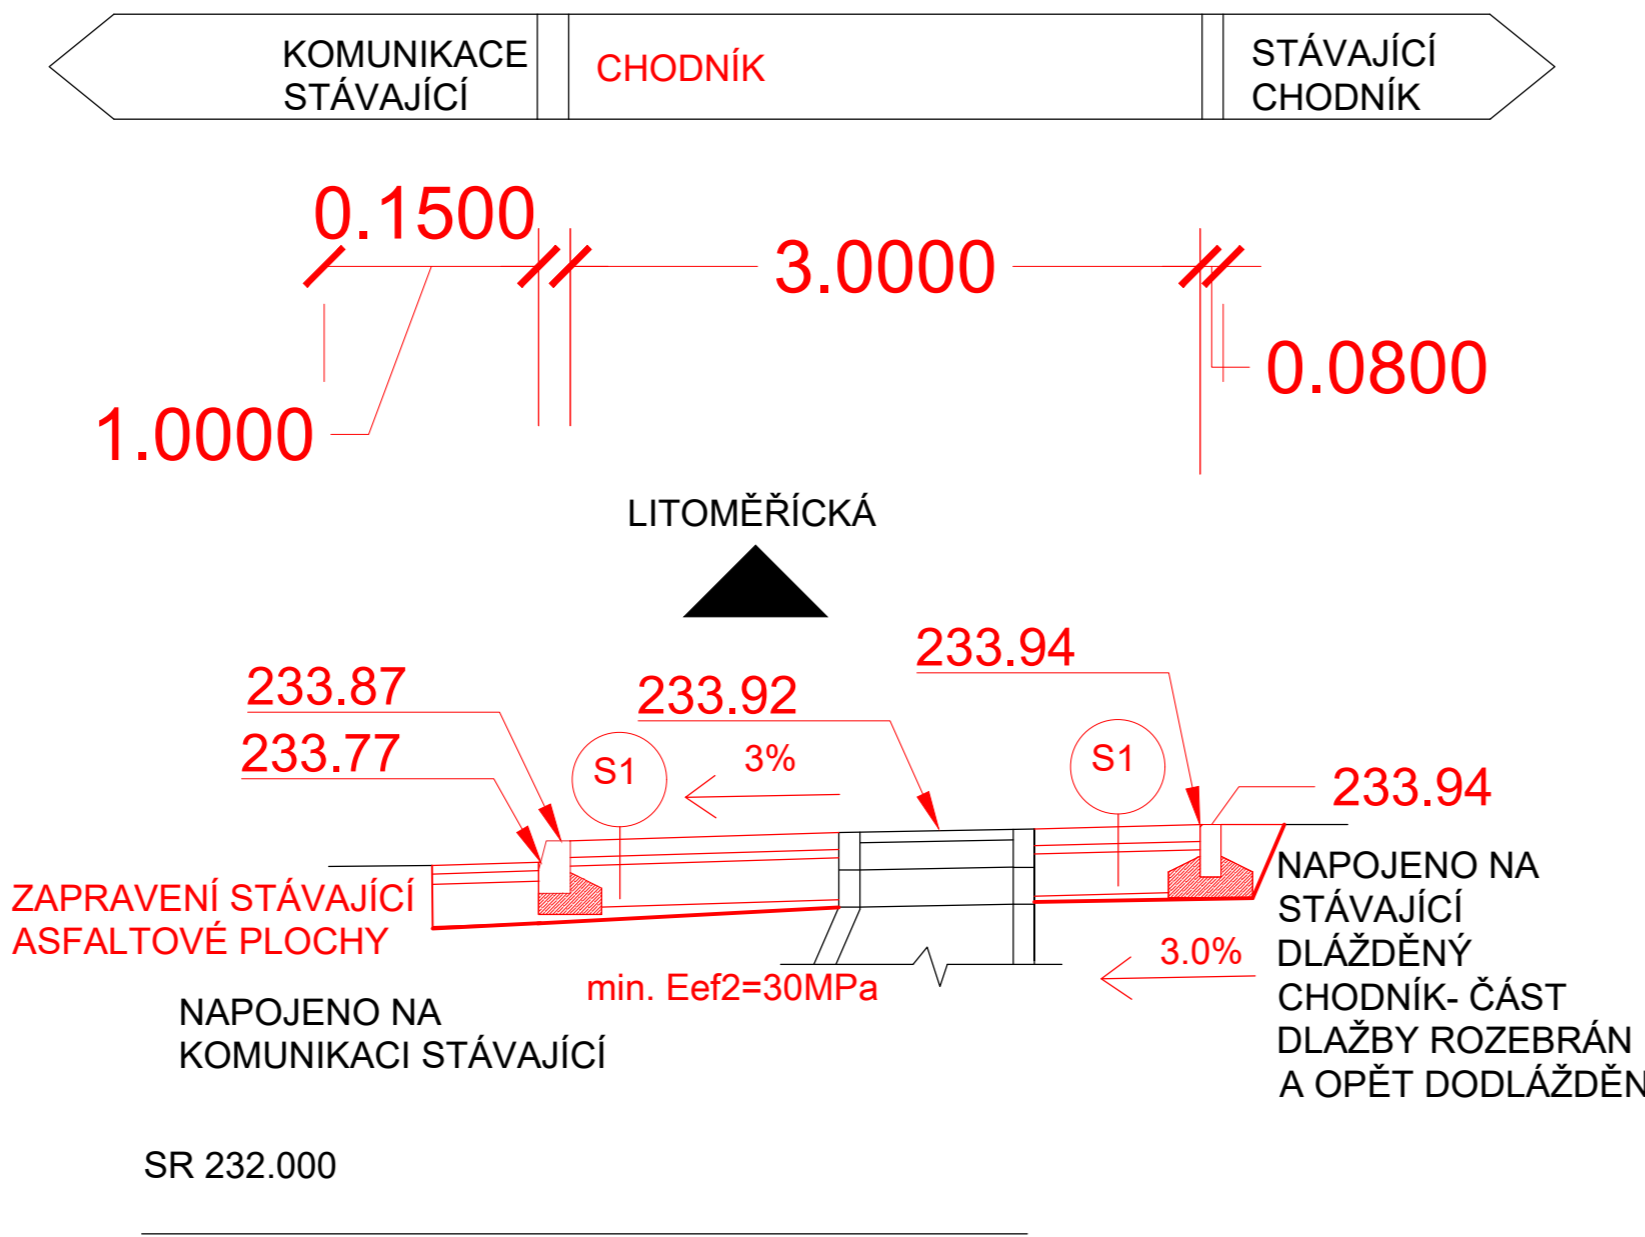 KOMUNIKACE
STÁVAJÍCÍ
CHODNÍK
STÁVAJÍCÍ
CHODNÍK
0.1500
3.0000
0.0800
1.0000
LITOMĚŘÍCKÁ
233.94
233.87
233.92
233.77
S1
3%
S1
233.94
ZAPRAVENÍ STÁVAJÍCÍ
ASFALTOVÉ PLOCHY
NAPOJENO NA
STÁVAJÍCÍ
DLÁŽDĚNÝ
CHODNÍK- ČÁST
DLAŽBY ROZEBRÁN
A OPĚT DODLÁŽDĚN
3.0%
min. Eef2=30MPa
NAPOJENO NA
KOMUNIKACI STÁVAJÍCÍ
SR 232.000